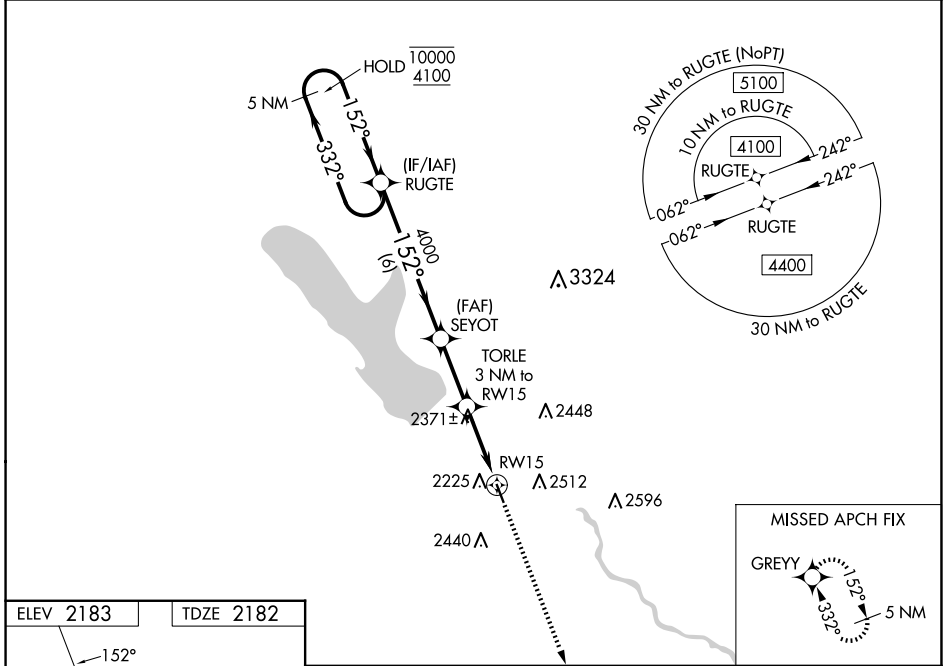 HOLD 10000
4100
5 NM
152°
332°
(IF/IAF)
RUGTE
4000
152°
(6)
(FAF)
SEYOT
TORLE
3 NM to
RW15
2371±
2448
3324
RW15
2225
2512
2596
2440
30 NM to RUGTE (NoPT)
5100
10 NM to RUGTE
4100
RUGTE
242°
242°
062°
062°
RUGTE
4400
30 NM to RUGTE
MISSED APCH FIX
GREYY
152°
332°
5 NM
ELEV 2183
TDZE 2182
152°